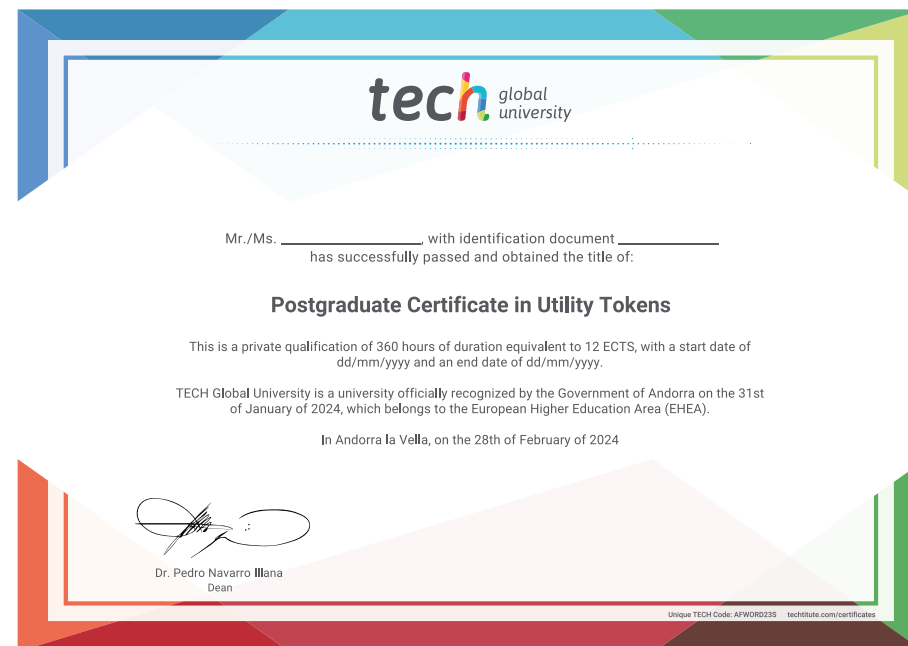 tech global university
Mr./Ms. ____________, with identification document ____________
has successfully passed and obtained the title of:
Postgraduate Certificate in Utility Tokens
This is a private qualification of 360 hours of duration equivalent to 12 ECTS, with a start date of
dd/mm/yyyy and an end date of dd/mm/yyyy.
TECH Global University is a university officially recognized by the Government of Andorra on the 31st
of January of 2024, which belongs to the European Higher Education Area (EHEA).
In Andorra la Vella, on the 28th of February of 2024
Dr. Pedro Navarro Illana
Dean
Unique TECH Code: AFWORD23S techtitute.com/certificates